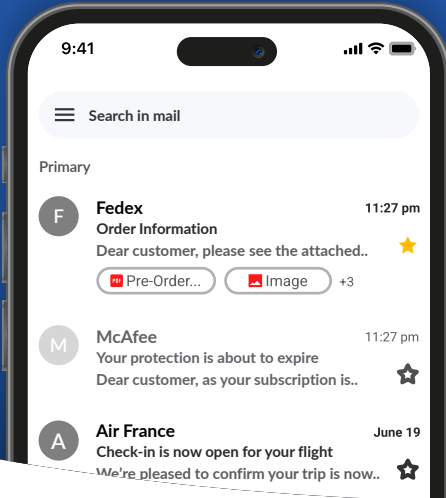 9:41
Search in mail
Primary
F
Fedex 11:27 pm
Order Information
Dear customer, please see the attached..
PDF Pre-Order... Image +3
M
McAfee 11:27 pm
Your protection is about to expire
Dear customer, as your subscription is..
A
Air France June 19
Check-in is now open for your flight
We're pleased to confirm your trip is now..